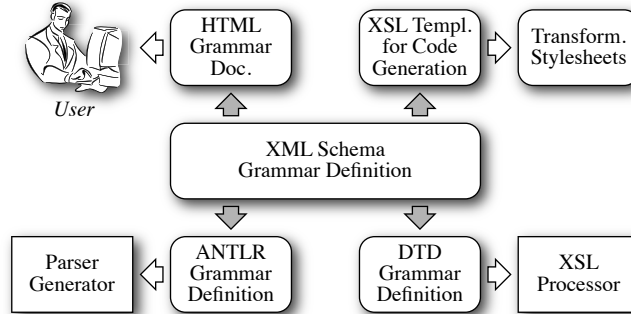 HTML
Grammar
Doc.
XSL Templ.
for Code
Generation
Transform.
Stylesheets
User
XML Schema
Grammar Definition
Parser
Generator
ANTLR
Grammar
Definition
DTD
Grammar
Definition
XSL
Processor